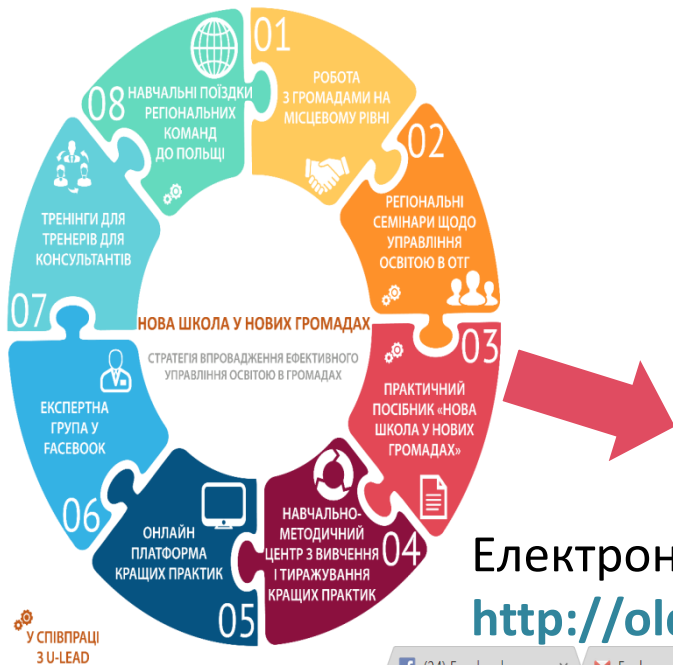 01
РОБОТА
З ГРОМАДАМИ НА
МІСЦЕВОМУ РІВНІ
02
РЕГІОНАЛЬНІ
СЕМІНАРИ ЩОДО
УПРАВЛІННЯ
ОСВІТОЮ В ОТГ
03
ПРАКТИЧНИЙ
ПОСІБНИК «НОВА
ШКОЛА У НОВИХ
ГРОМАДАХ»
04
НАВЧАЛЬНО-
МЕТОДИЧНИЙ
ЦЕНТР З ВИВЧЕННЯ
І ТИРАЖУВАННЯ
КРАЩИХ ПРАКТИК
05
ОНЛАЙН
ПЛАТФОРМА
КРАЩИХ ПРАКТИК
06
ЕКСПЕРТНА
ГРУПА У
FACEBOOK
07
ТРЕНІНГИ ДЛЯ
ТРЕНЕРІВ ДЛЯ
КОНСУЛЬТАНТІВ
08
НАВЧАЛЬНІ ПОЇЗДКИ
РЕГІОНАЛЬНИХ
КОМАНД
ДО ПОЛЬЩІ
НОВА ШКОЛА У НОВИХ ГРОМАДАХ
СТРАТЕГІЯ ВПРОВАДЖЕННЯ ЕФЕКТИВНОГО
УПРАВЛІННЯ ОСВІТОЮ В ГРОМАДАХ
У СПІВПРАЦІ
З U-LEAD
Електрон
http://ol